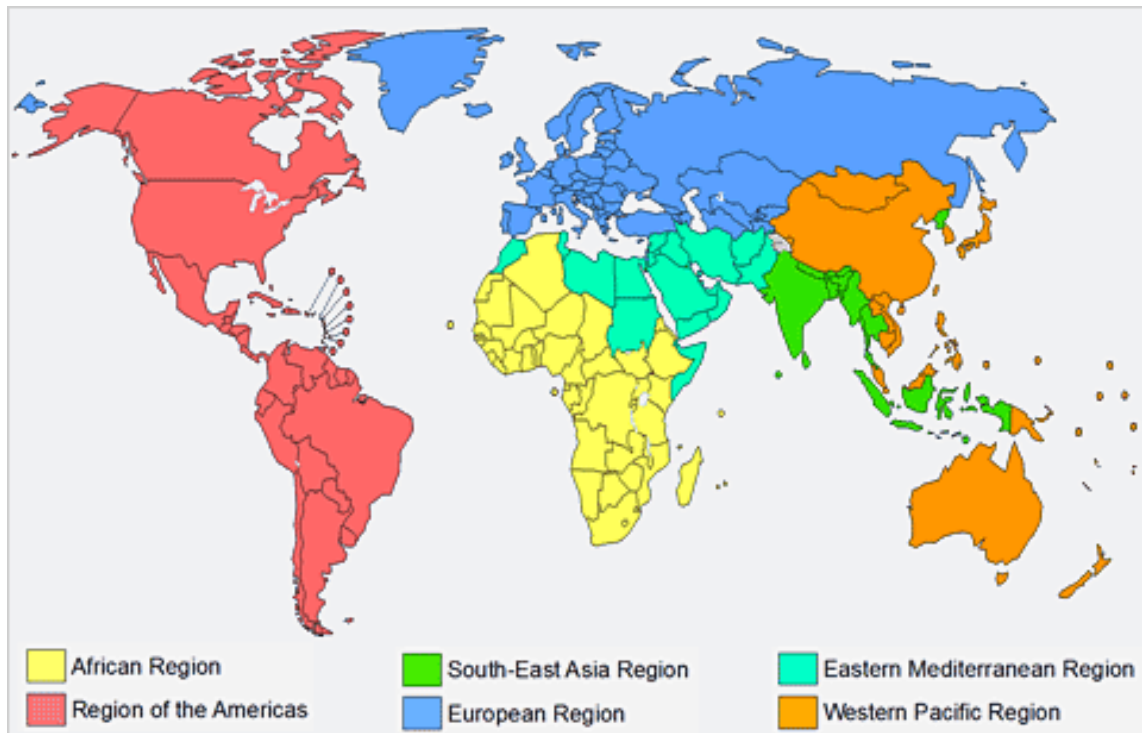 African Region
South-East Asia Region
Eastern Mediterranean Region
Region of the Americas
European Region
Western Pacific Region